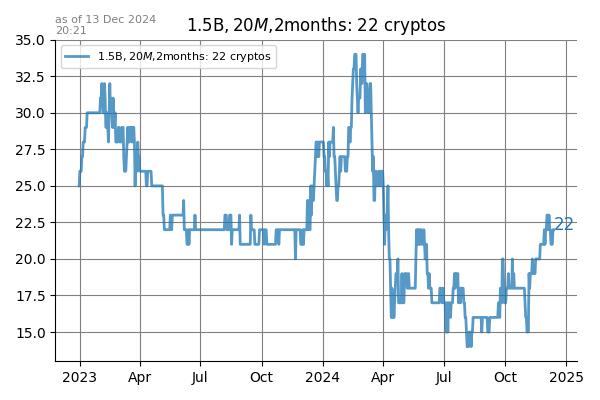 as of 13 Dec 2024
20:21
1.5B, 20M,2months: 22 cryptos
1.5B, 20M,2months: 22 cryptos
35.0
32.5
30.0
27.5
25.0
22.5
20.0
17.5
15.0
22
2023 Apr Jul Oct 2024 Apr Jul Oct 2025